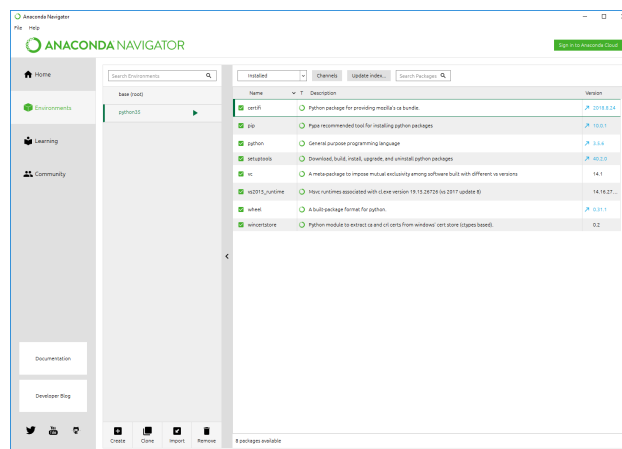 Anaconda Navigator
File Help
ANACONDA NAVIGATOR
Sign in to Anaconda Cloud
Home
Environments
Learning
Community
Documentation
Developer Blog
You Tube
Search Environments
base (root)
python35
Create Clone Import Remove
Installed Channels Update index... Search Packages
Name T Description Version
certifi Python package for providing mozilla's ca bundle. 2018.8.24
pip Pypa recommended tool for installing python packages 10.0.1
python General purpose programming language 3.5.6
setuptools Download, build, install, upgrade, and uninstall python packages 40.2.0
vc A meta-package to impose mutual exclusivity among software built with different vs versions 14.1
vs2015_runtime Msvc runtimes associated with cl.exe version 19.15.26726 (vs 2017 update 8) 14.16.27...
wheel A built-package format for python. 0.31.1
wincertstore Python module to extract ca and crl certs from windows' cert store (ctypes based). 0.2
8 packages available